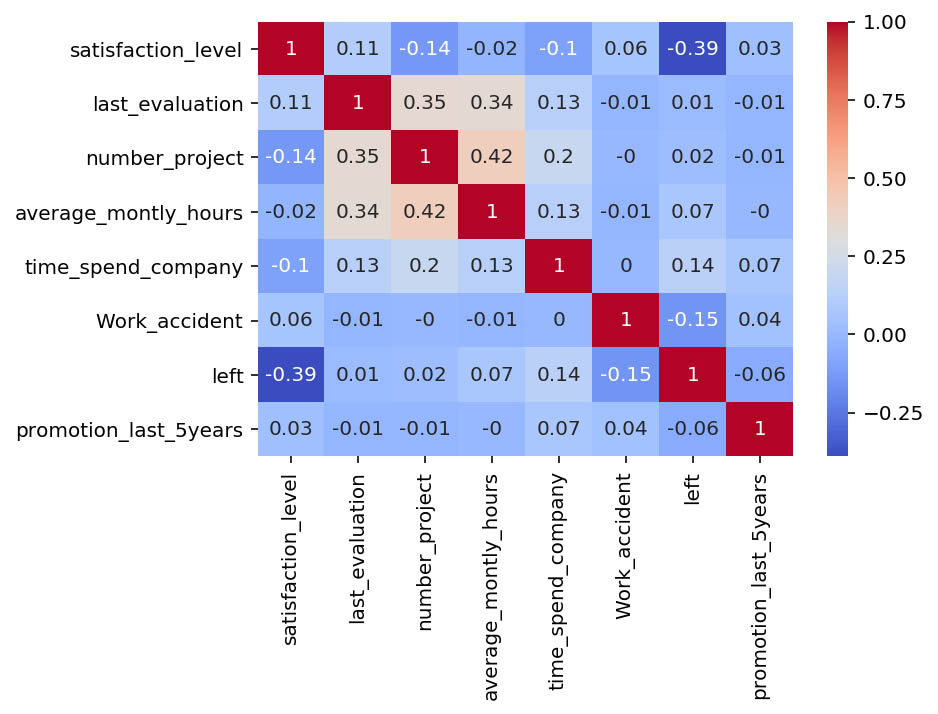 satisfaction_level 1 0.11 -0.14 -0.02 -0.1 0.06 -0.39 0.03
last_evaluation 0.11 1 0.35 0.34 0.13 -0.01 0.01 -0.01
number_project -0.14 0.35 1 0.42 0.2 -0 0.02 -0.01
average_montly_hours -0.02 0.34 0.42 1 0.13 -0.01 0.07 -0
time_spend_company -0.1 0.13 0.2 0.13 1 0 0.14 0.07
Work_accident 0.06 -0.01 -0 -0.01 0 1 -0.15 0.04
left -0.39 0.01 0.02 0.07 0.14 -0.15 1 -0.06
promotion_last_5years 0.03 -0.01 -0.01 -0 0.07 0.04 -0.06 1
satisfaction_level
last_evaluation
number_project
average_montly_hours
time_spend_company
Work_accident
left
promotion_last_5years
1.00
0.75
0.50
0.25
0.00
−0.25